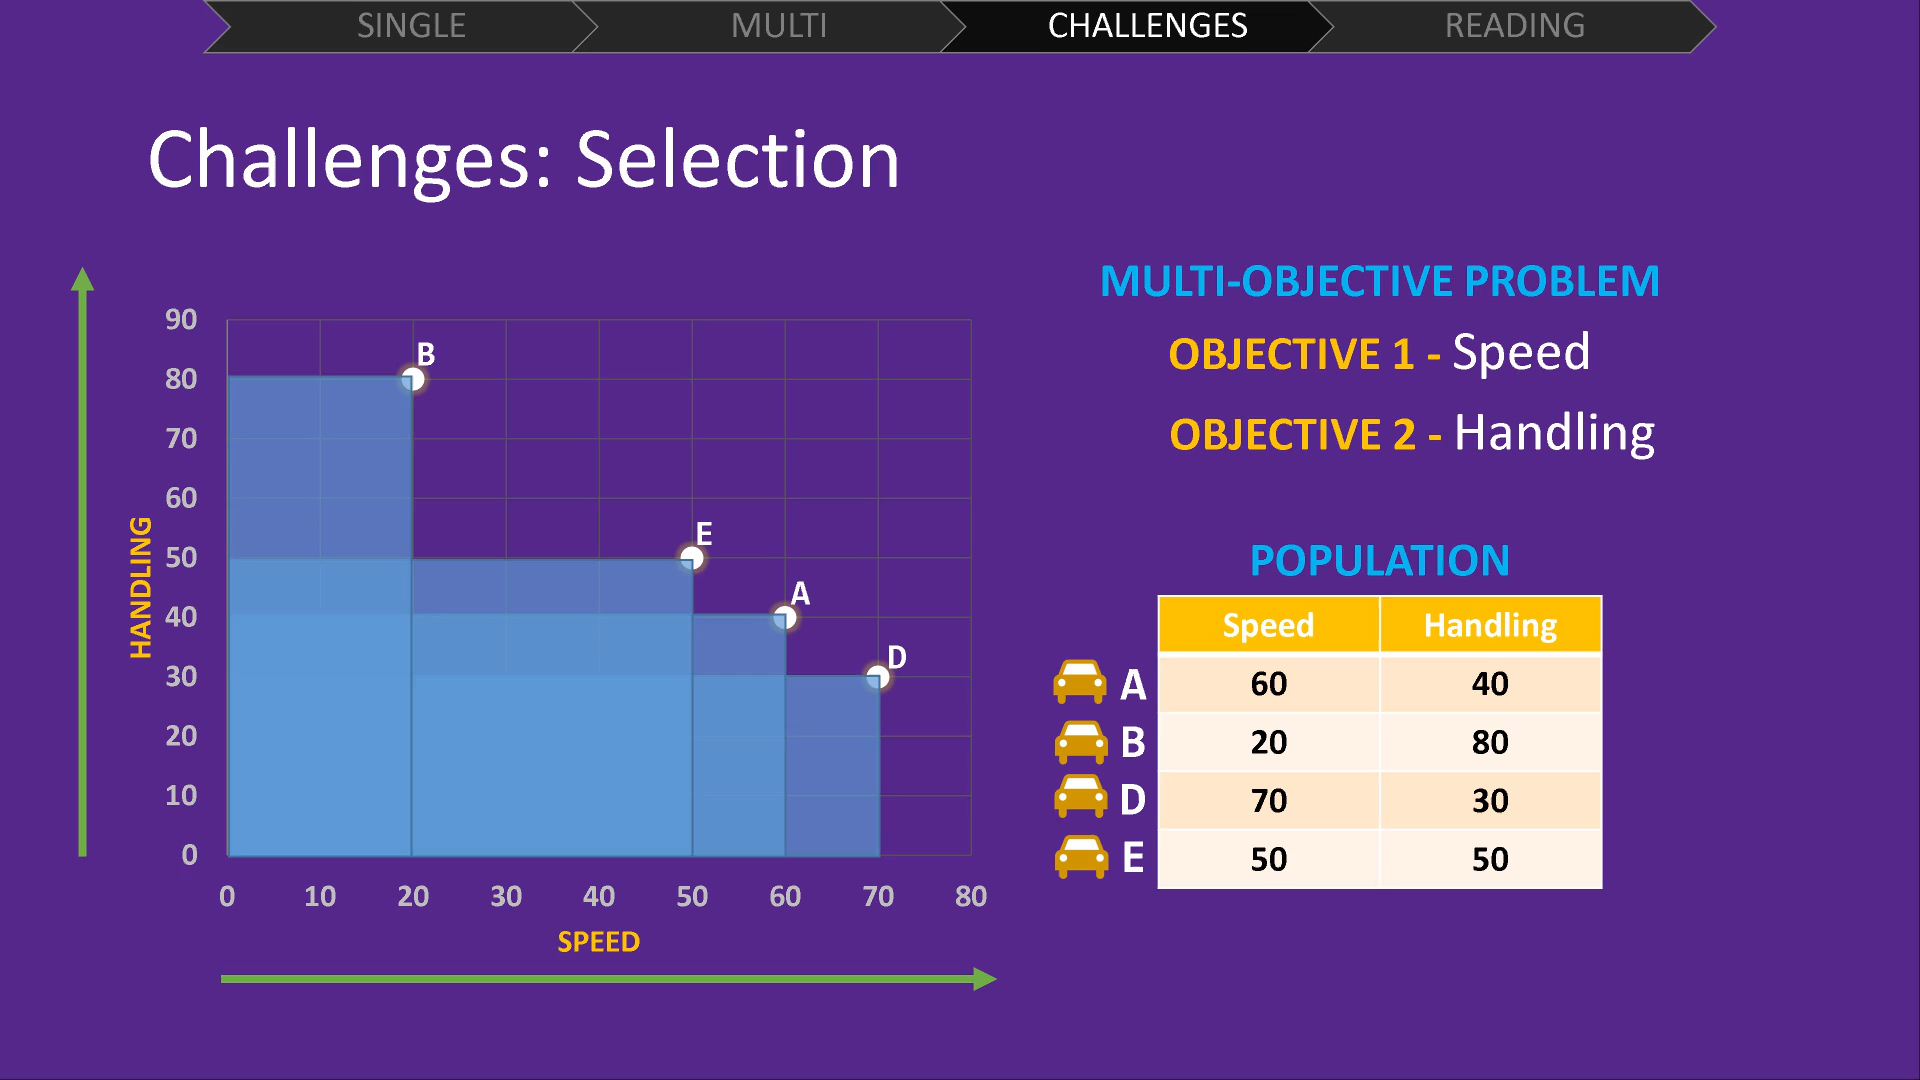 SINGLE MULTI CHALLENGES READING
Challenges: Selection
MULTI-OBJECTIVE PROBLEM
OBJECTIVE 1 - Speed
OBJECTIVE 2 - Handling
90
80
70
60
50
40
30
20
10
0
HANDLING
B
E
A
D
0 10 20 30 40 50 60 70 80
SPEED
POPULATION
Speed Handling
A 60 40
B 20 80
D 70 30
E 50 50